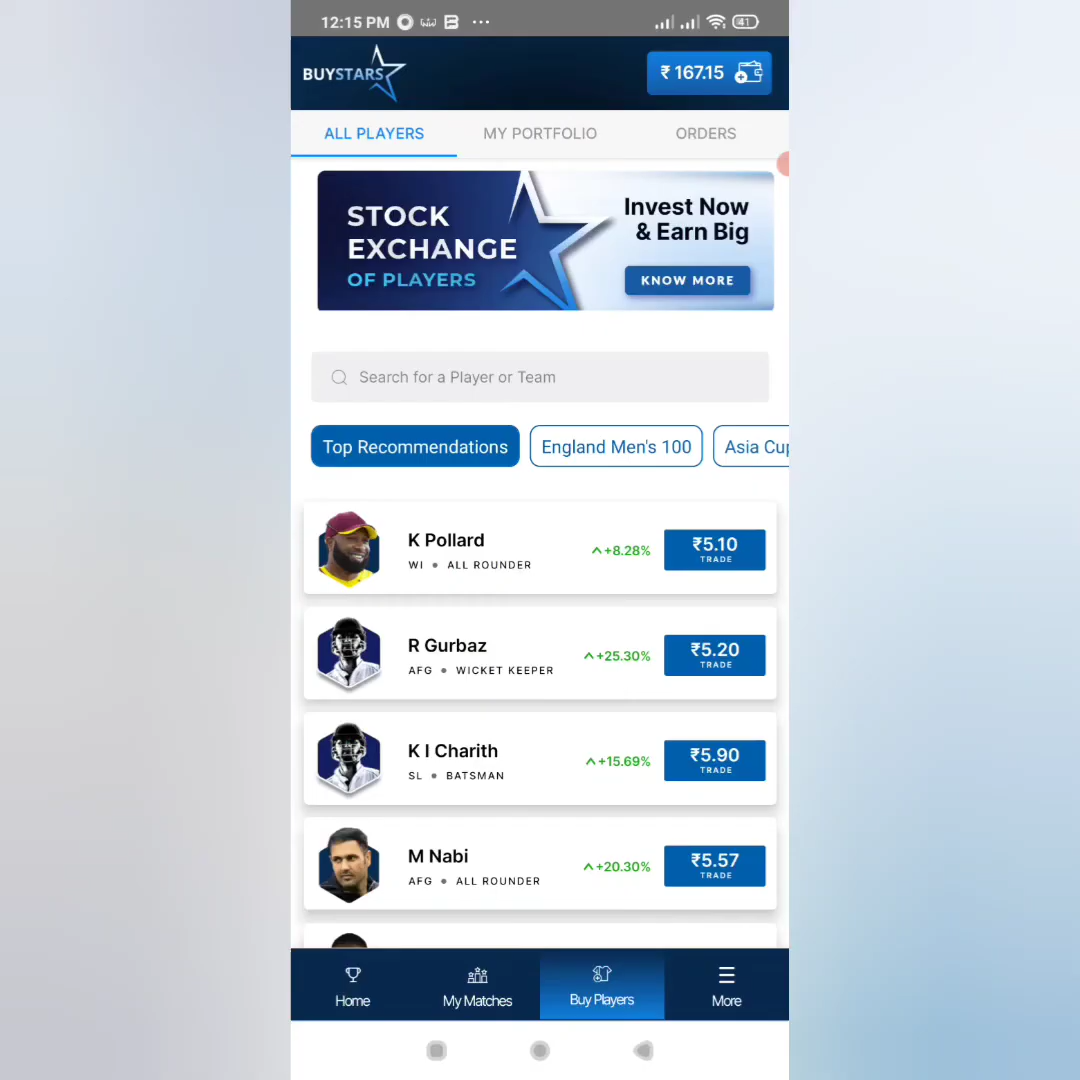 12:15 PM
41
BUYSTARS
₹ 167.15
ALL PLAYERS
MY PORTFOLIO
ORDERS
STOCK
EXCHANGE
OF PLAYERS
Invest Now
& Earn Big
KNOW MORE
Search for a Player or Team
Top Recommendations
England Men's 100
Asia Cup
K Pollard
WI • ALL ROUNDER
+8.28%
₹5.10
TRADE
R Gurbaz
AFG • WICKET KEEPER
+25.30%
₹5.20
TRADE
K I Charith
SL • BATSMAN
+15.69%
₹5.90
TRADE
M Nabi
AFG • ALL ROUNDER
+20.30%
₹5.57
TRADE
Home
My Matches
Buy Players
More